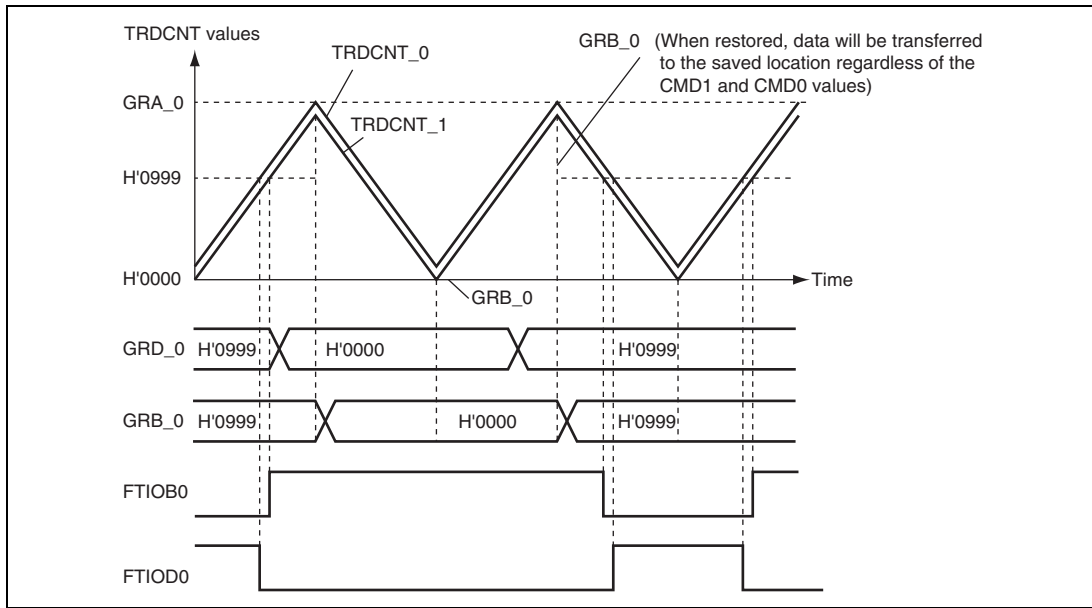 TRDCNT values
TRDCNT_0
GRB_0 (When restored, data will be transferred
to the saved location regardless of the
CMD1 and CMD0 values)
GRA_0
TRDCNT_1
H'0999
H'0000
Time
GRB_0
GRD_0 H'0999 H'0000 H'0999
GRB_0 H'0999 H'0000 H'0999
FTIOB0
FTIOD0